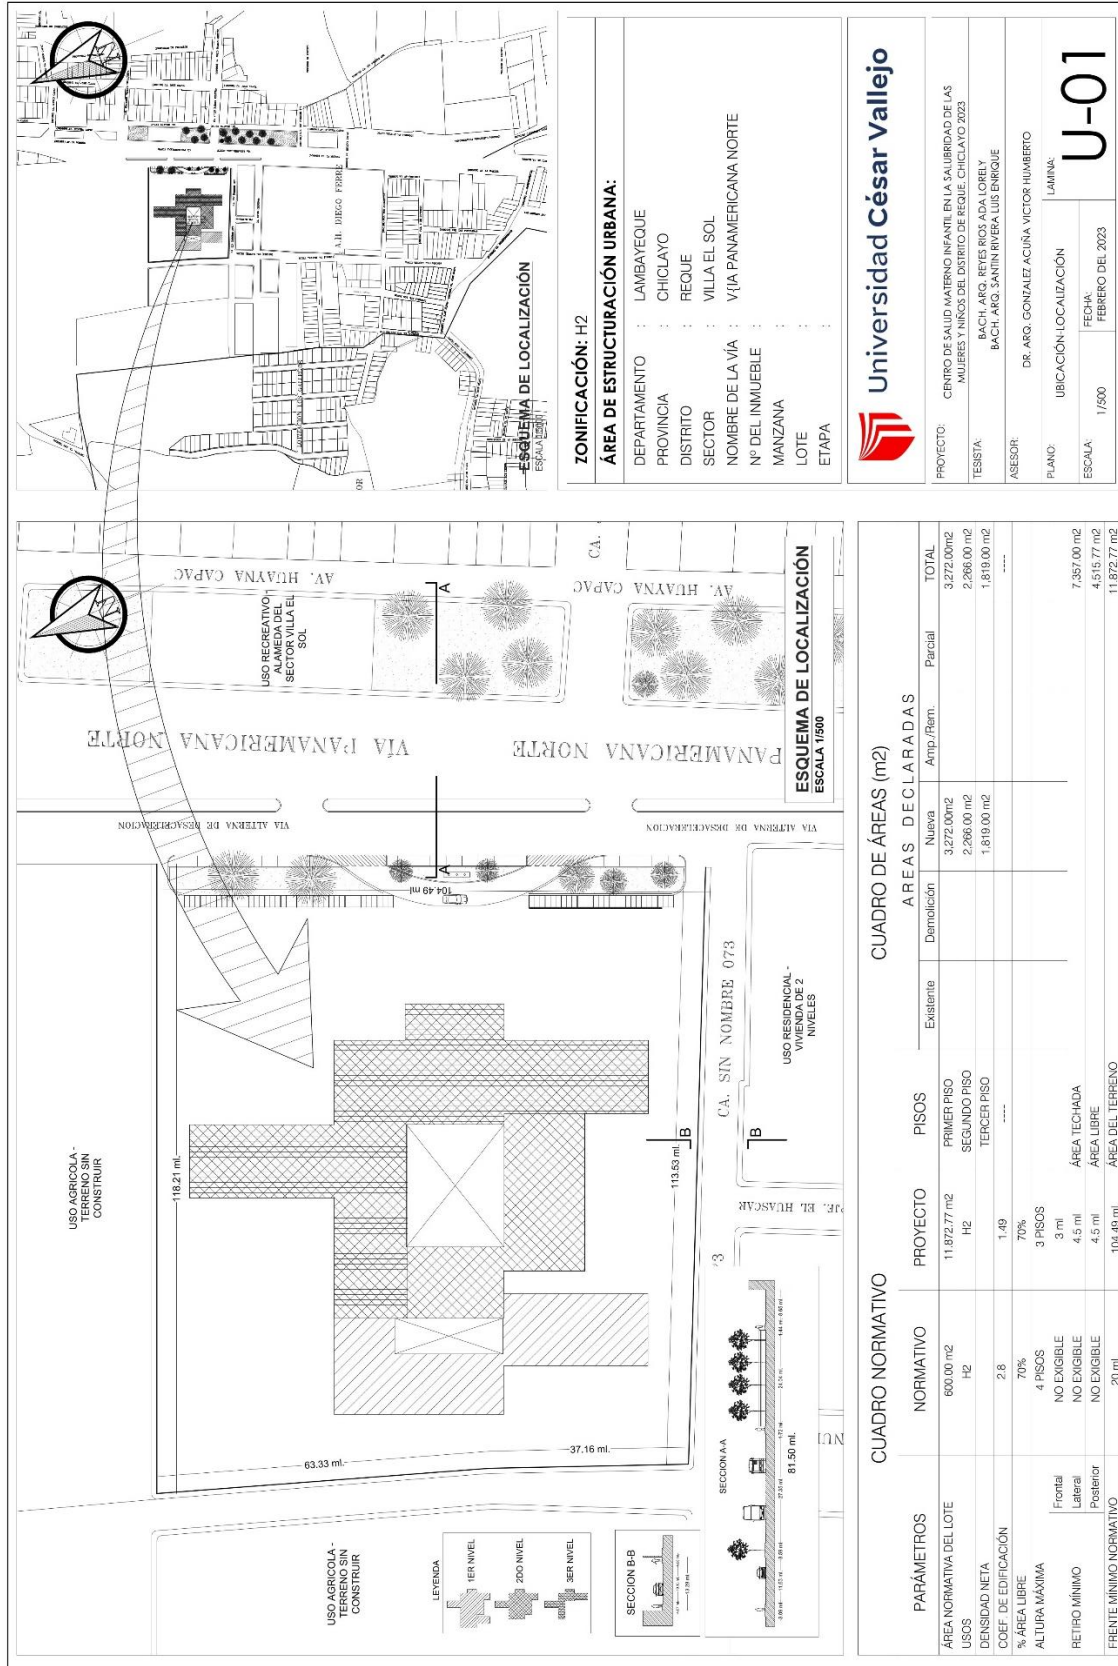 USO AGRICOLA -
TERRENO SIN
CONSTRUIR
118.21 ml.
104.49 ml
113.53 ml.
63.33 ml.
37.16 ml.
USO AGRICOLA -
TERRENO SIN
CONSTRUIR
VIA ALTERNA DE DESACELERACION
VIA ALTERNA DE DESACELERACION
VÍA PANAMERICANA NORTE
PANAMERICANA NORTE
USO RECREATIVO -
ALAMEDA DEL
SECTOR VILLA EL
SOL
AV. HUAYNA CAPAC
AV. HUAYNA CAPAC
CA.
A
A
B
B
CA. SIN NOMBRE 073
PJE. EL HUASCAR
USO RESIDENCIAL -
VIVIENDA DE 2
NIVELES
LEYENDA
1ER NIVEL
2DO NIVEL
3ER NIVEL
SECCION B-B
SECCION A-A
81.50 ml.
ESQUEMA DE LOCALIZACIÓN
ESCALA 1/500
A.H. DIEGO FERRE
ESQUEMA DE LOCALIZACIÓN
ZONIFICACIÓN: H2
ÁREA DE ESTRUCTURACIÓN URBANA:
DEPARTAMENTO : LAMBAYEQUE
PROVINCIA : CHICLAYO
DISTRITO : REQUE
SECTOR : VILLA EL SOL
NOMBRE DE LA VÍA : V{IA PANAMERICANA NORTE
Nº DEL INMUEBLE :
MANZANA :
LOTE :
ETAPA :
CUADRO NORMATIVO
PARÁMETROS NORMATIVO PROYECTO
ÁREA NORMATIVA DEL LOTE 600.00 m2 11,872.77 m2
USOS H2 H2
DENSIDAD NETA
COEF. DE EDIFICACIÓN 2.8 1.49
% ÁREA LIBRE 70% 70%
ALTURA MÁXIMA 4 PISOS 3 PISOS
RETIRO MÍNIMO
Frontal NO EXIGIBLE 3 ml
Lateral NO EXIGIBLE 4.5 ml
Posterior NO EXIGIBLE 4.5 ml
FRENTE MÍNIMO NORMATIVO 20 ml 104.49 ml
CUADRO DE ÁREAS (m2)
PISOS AREAS DECLARADAS
Existente Demolición Nueva Amp./Rem. Parcial TOTAL
PRIMER PISO 3,272.00m2 3,272.00m2
SEGUNDO PISO 2,266.00 m2 2,266.00 m2
TERCER PISO 1,819.00 m2 1,819.00 m2
---- ----
ÁREA TECHADA 7,357.00 m2
ÁREA LIBRE 4,515.77 m2
ÁREA DEL TERRENO 11,872.77 m2
Universidad César Vallejo
PROYECTO:
CENTRO DE SALUD MATERNO INFANTIL EN LA SALUBRIDAD DE LAS
MUJERES Y NIÑOS DEL DISTRITO DE REQUE, CHICLAYO 2023
TESISTA:
BACH. ARQ. REYES RIOS ADA LORELY
BACH. ARQ. SANTIN RIVERA LUIS ENRIQUE
ASESOR:
DR. ARQ. GONZALEZ ACUÑA VICTOR HUMBERTO
PLANO:
UBICACIÓN-LOCALIZACIÓN
LAMINA:
U-01
ESCALA:
1/500
FECHA:
FEBRERO DEL 2023